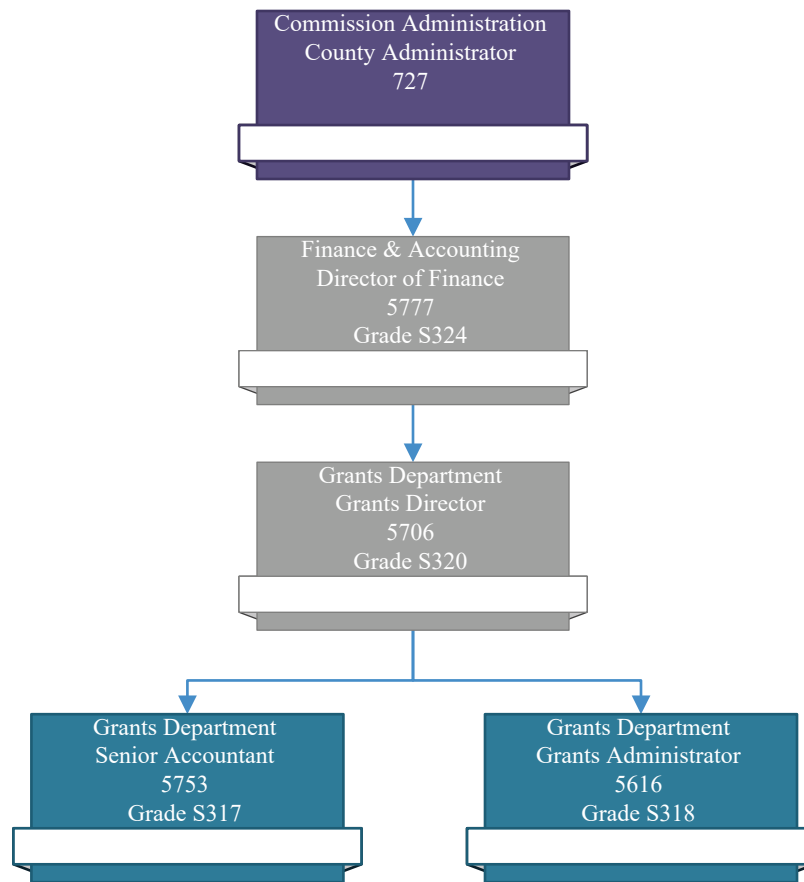 Commission Administration
County Administrator
727
Finance & Accounting
Director of Finance
5777
Grade S324
Grants Department
Grants Director
5706
Grade S320
Grants Department
Senior Accountant
5753
Grade S317
Grants Department
Grants Administrator
5616
Grade S318